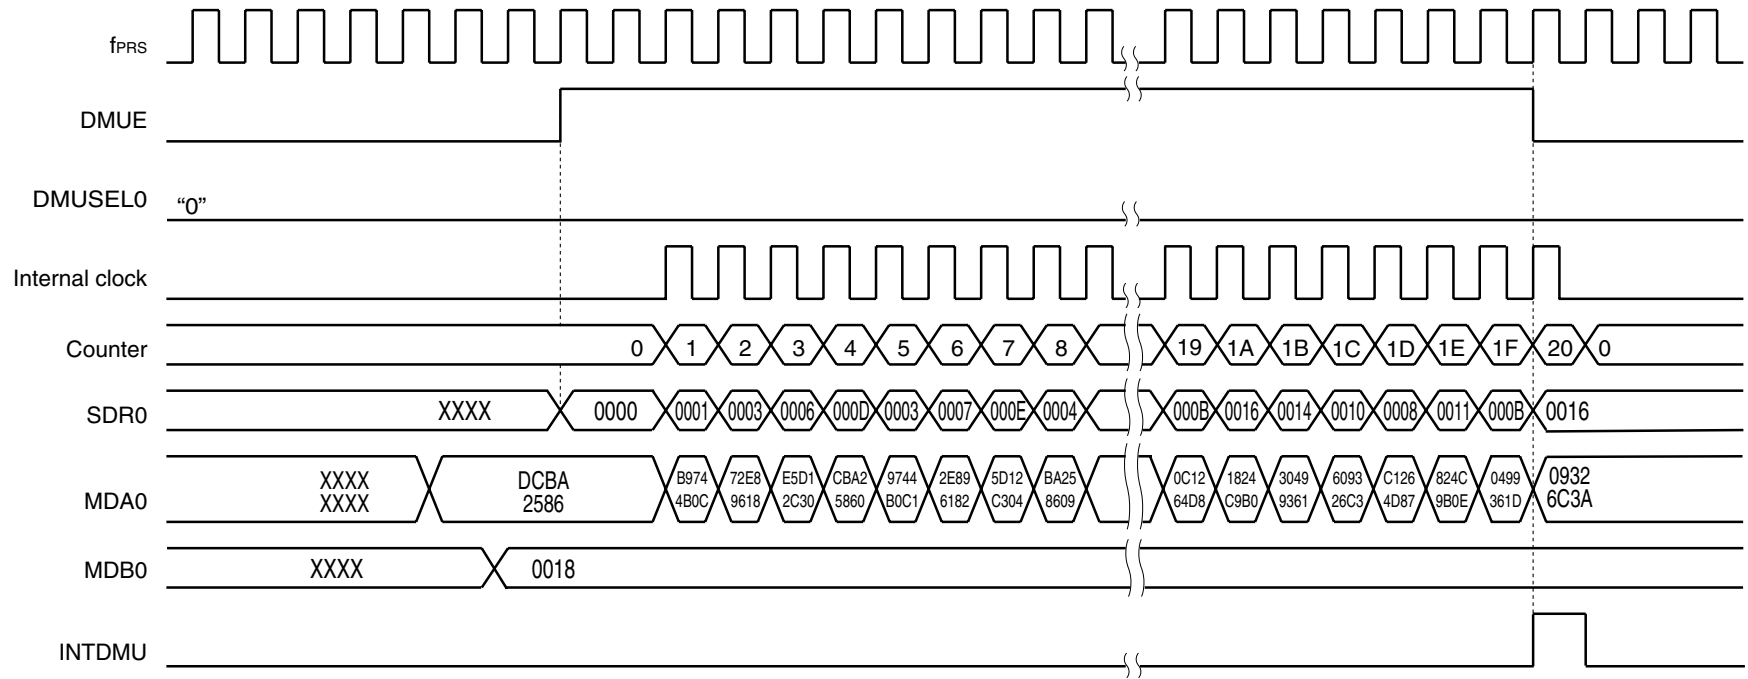 fPRS
DMUE
DMUSEL0 “0”
Internal clock
Counter 0 1 2 3 4 5 6 7 8 19 1A 1B 1C 1D 1E 1F 20 0
SDR0 XXXX 0000 0001 0003 0006 000D 0003 0007 000E 0004 000B 0016 0014 0010 0008 0011 000B 0016
XXXX DCBA B974 72E8 E5D1 CBA2 9744 2E89 5D12 BA25 0C12 1824 3049 6093 C126 824C 0499 0932
MDA0
XXXX 2586 4B0C 9618 2C30 5860 B0C1 6182 C304 8609 64D8 C9B0 9361 26C3 4D87 9B0E 361D 6C3A
MDB0 XXXX 0018
INTDMU